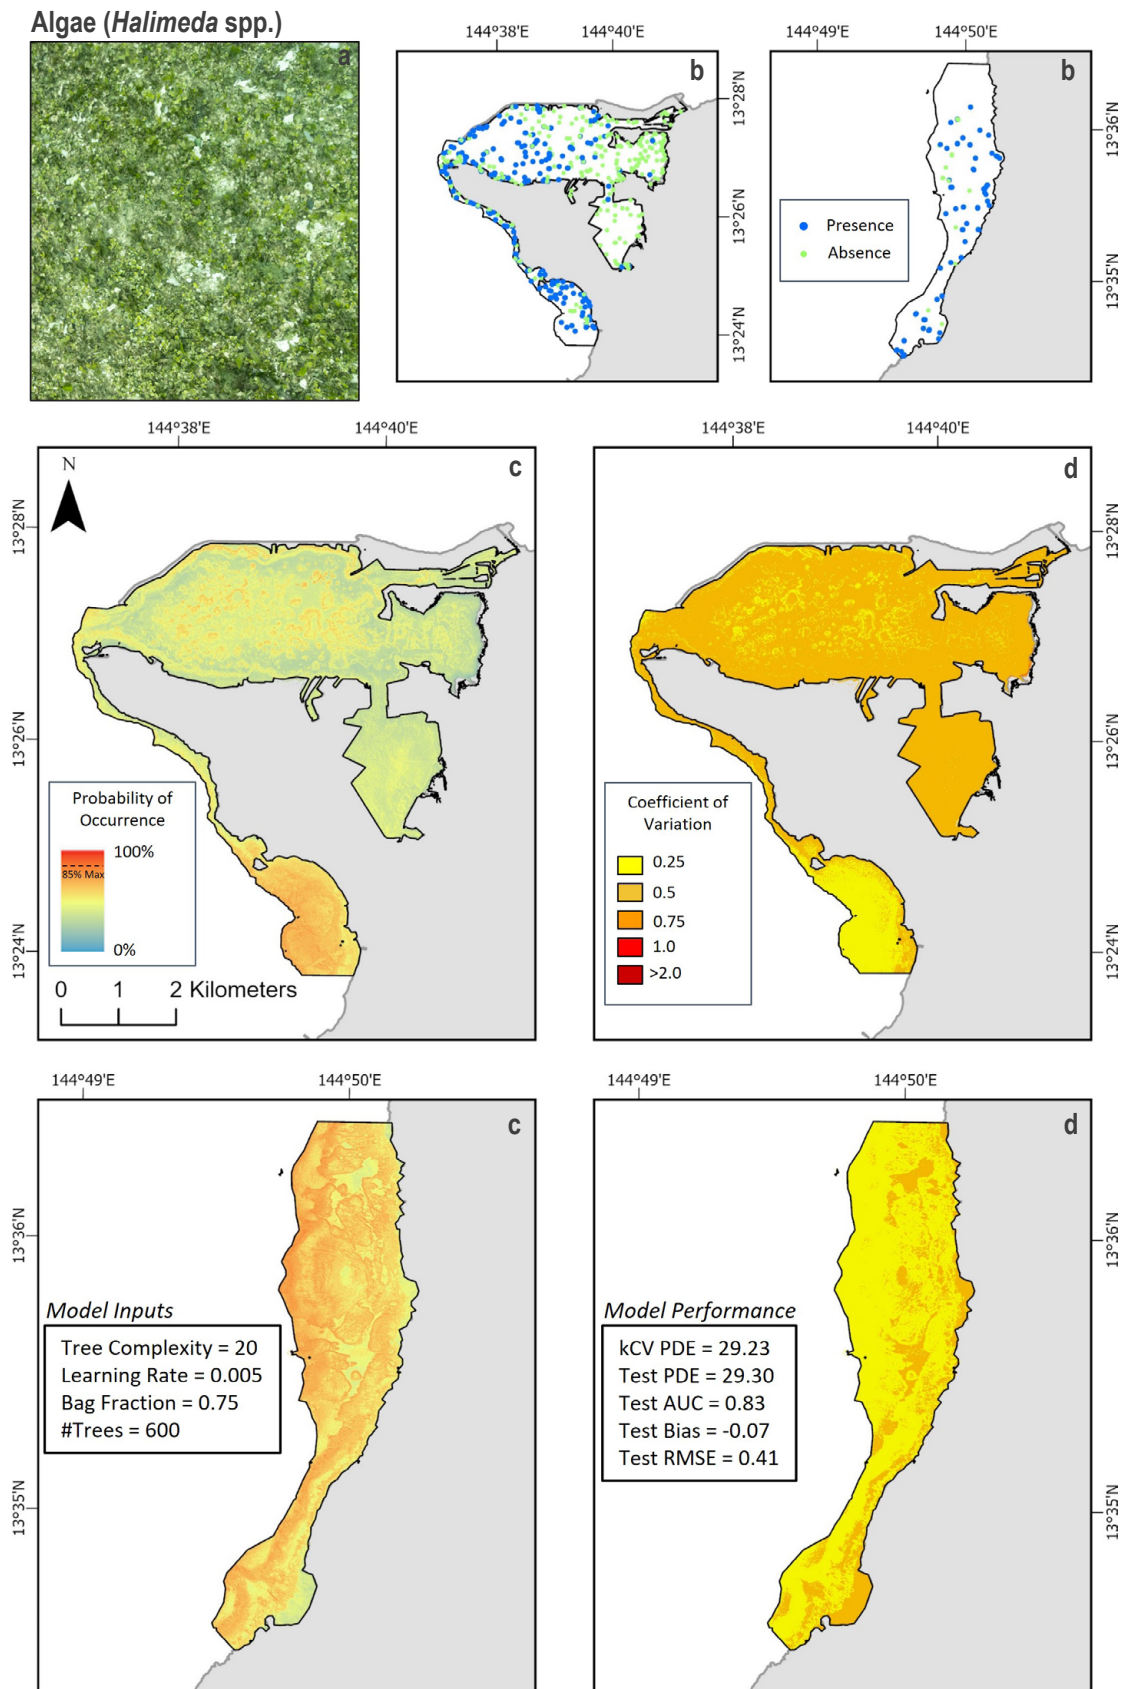 Algae (Halimeda spp.)
a
144°38'E 144°40'E
b
13°28'N
13°26'N
13°24'N
144°49'E 144°50'E
b
Presence
Absence
13°36'N
13°35'N
144°38'E 144°40'E
c
N
13°28'N
13°26'N
13°24'N
Probability of
Occurrence
100%
85% Max
0%
0 1 2 Kilometers
144°38'E 144°40'E
d
13°28'N
13°26'N
13°24'N
Coefficient of
Variation
0.25
0.5
0.75
1.0
>2.0
144°49'E 144°50'E
c
13°36'N
13°35'N
Model Inputs
Tree Complexity = 20
Learning Rate = 0.005
Bag Fraction = 0.75
#Trees = 600
144°49'E 144°50'E
d
13°36'N
13°35'N
Model Performance
kCV PDE = 29.23
Test PDE = 29.30
Test AUC = 0.83
Test Bias = -0.07
Test RMSE = 0.41